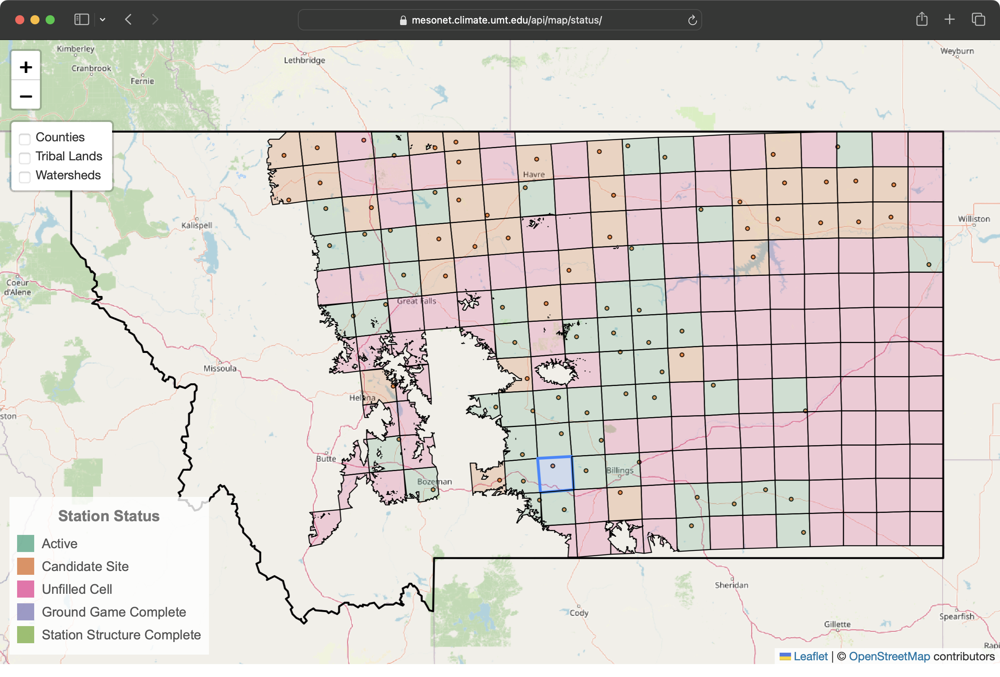 mesonet.climate.umt.edu/api/map/status/
Kimberley
Cranbrook
Fernie
Lethbridge
Weyburn
+
−
Counties
Tribal Lands
Watersheds
Havre
Kalispell
Williston
Coeur
d'Alene
Great Falls
Missoula
Helena
ston
Butte
Billings
Bozeman
Station Status
Active
Candidate Site
Unfilled Cell
Ground Game Complete
Station Structure Complete
Sheridan
Cody
Spearfish
Gillette
Rapi
Leaflet | © OpenStreetMap contributors